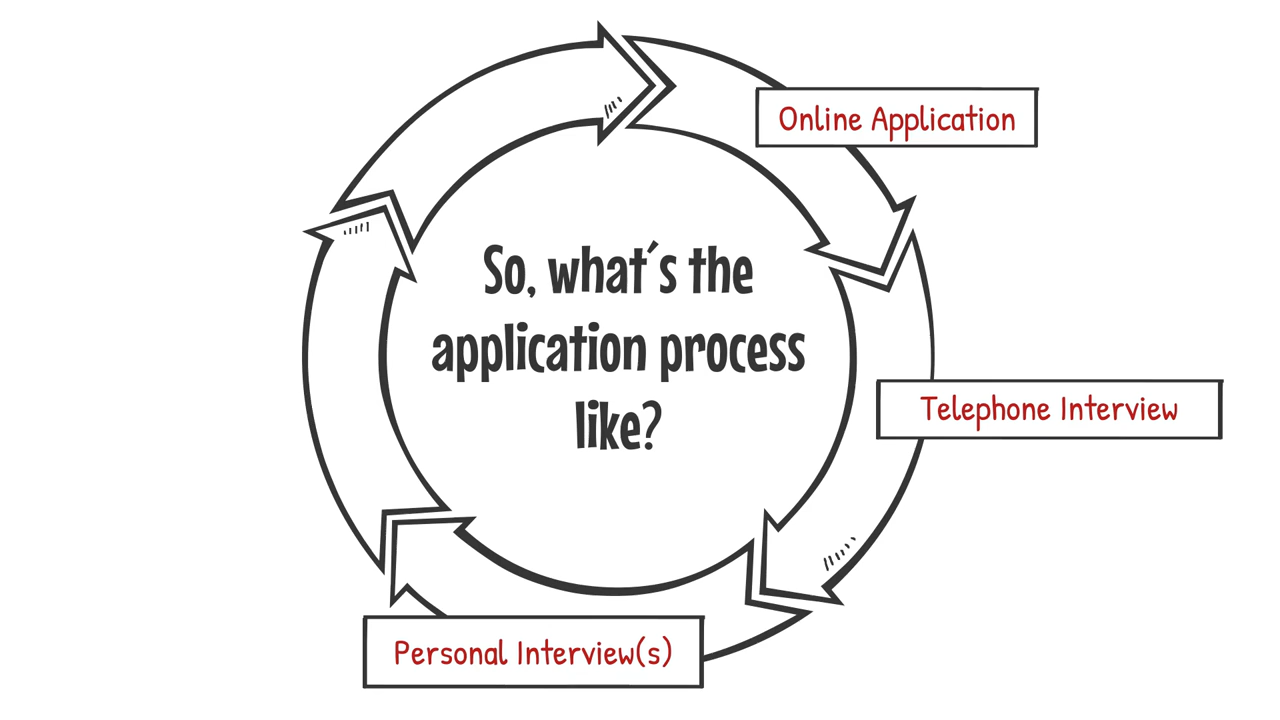 Online Application
So, what´s the
application process
like?
Telephone Interview
Personal Interview(s)